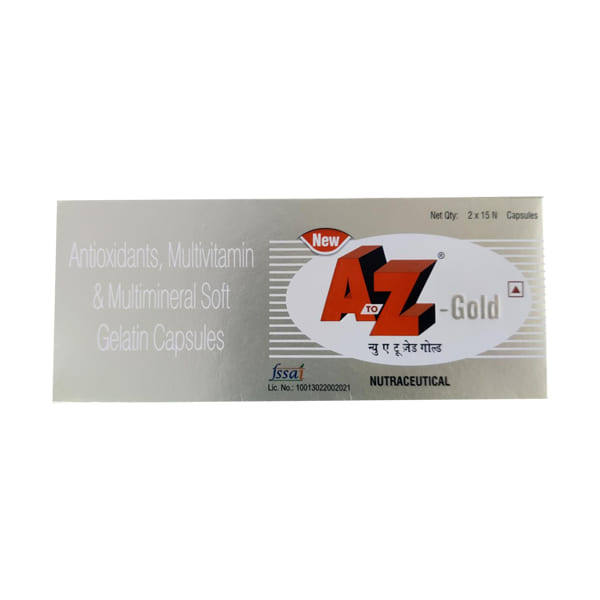 Antioxidants, Multivitamin
& Multimineral Soft
Gelatin Capsules
Net Qty: 2 x 15 N Capsules
New
A TO Z®-Gold
न्यु ए टू ज़ेड गोल्ड
fssai
Lic. No.: 10013022002021
NUTRACEUTICAL